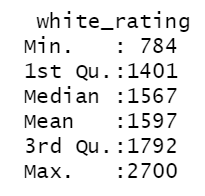 white_rating
Min.   : 784
1st Qu.:1401
Median :1567
Mean   :1597
3rd Qu.:1792
Max.   :2700